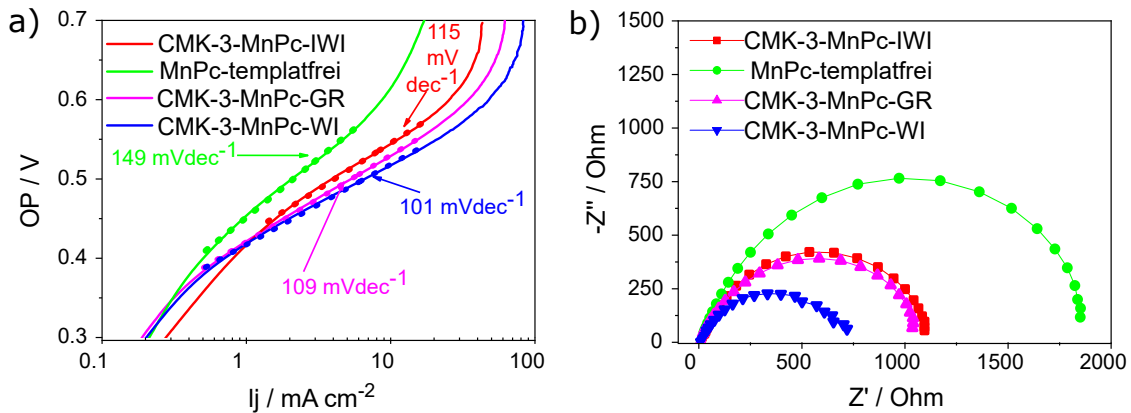 a)
0.7
0.6
0.5
0.4
0.3
OP / V
CMK-3-MnPc-IWI
MnPc-templatfrei
CMK-3-MnPc-GR
CMK-3-MnPc-WI
115
mV
dec⁻¹
149 mVdec⁻¹
101 mVdec⁻¹
109 mVdec⁻¹
0.1 1 10 100
lj / mA cm⁻²
b)
1500
1250
1000
750
500
250
0
-Z'' / Ohm
CMK-3-MnPc-IWI
MnPc-templatfrei
CMK-3-MnPc-GR
CMK-3-MnPc-WI
0 500 1000 1500 2000
Z' / Ohm